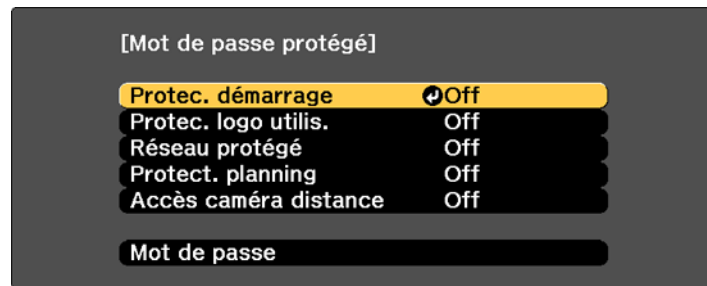 [Mot de passe protégé]
Protec. démarrage Off
Protec. logo utilis. Off
Réseau protégé Off
Protect. planning Off
Accès caméra distance Off
Mot de passe